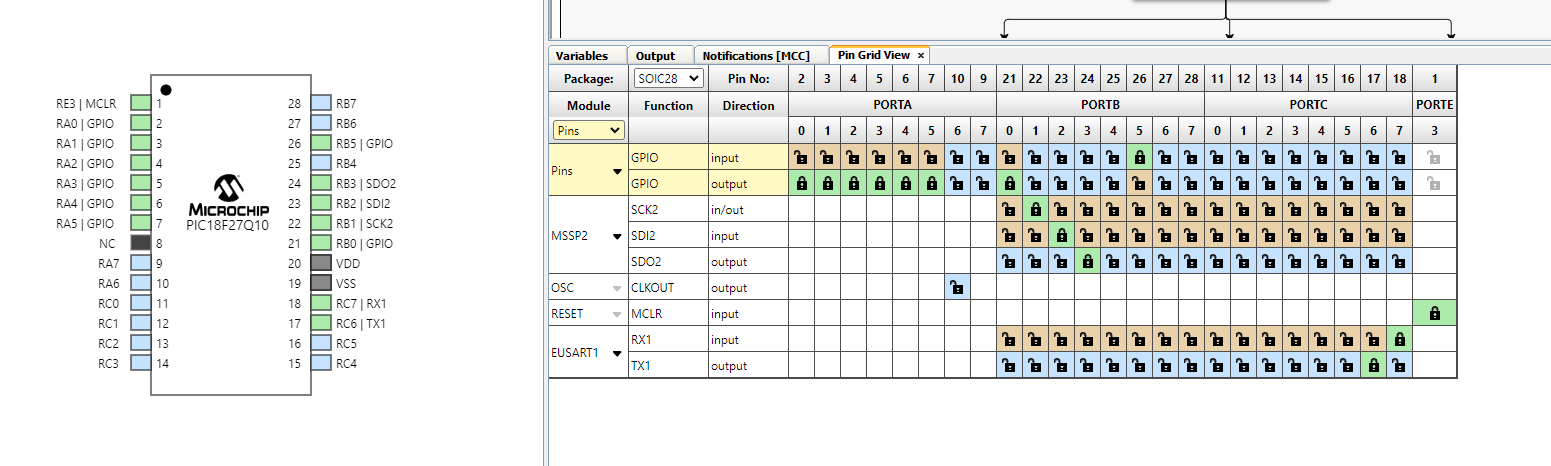 RE3 | MCLR 1 28 RB7
RA0 | GPIO 2 27 RB6
RA1 | GPIO 3 26 RB5 | GPIO
RA2 | GPIO 4 25 RB4
RA3 | GPIO 5 24 RB3 | SDO2
RA4 | GPIO 6 23 RB2 | SDI2
RA5 | GPIO 7 22 RB1 | SCK2
NC 8 21 RB0 | GPIO
RA7 9 20 VDD
RA6 10 19 VSS
RC0 11 18 RC7 | RX1
RC1 12 17 RC6 | TX1
RC2 13 16 RC5
RC3 14 15 RC4
MICROCHIP
PIC18F27Q10
Variables Output Notifications [MCC] Pin Grid View ×
Package: SOIC28 Pin No: 2 3 4 5 6 7 10 9 21 22 23 24 25 26 27 28 11 12 13 14 15 16 17 18 1
Module Function Direction PORTA PORTB PORTC PORTE
Pins 0 1 2 3 4 5 6 7 0 1 2 3 4 5 6 7 0 1 2 3 4 5 6 7 3
Pins GPIO input
GPIO output
MSSP2 SCK2 in/out
SDI2 input
SDO2 output
OSC CLKOUT output
RESET MCLR input
EUSART1 RX1 input
TX1 output